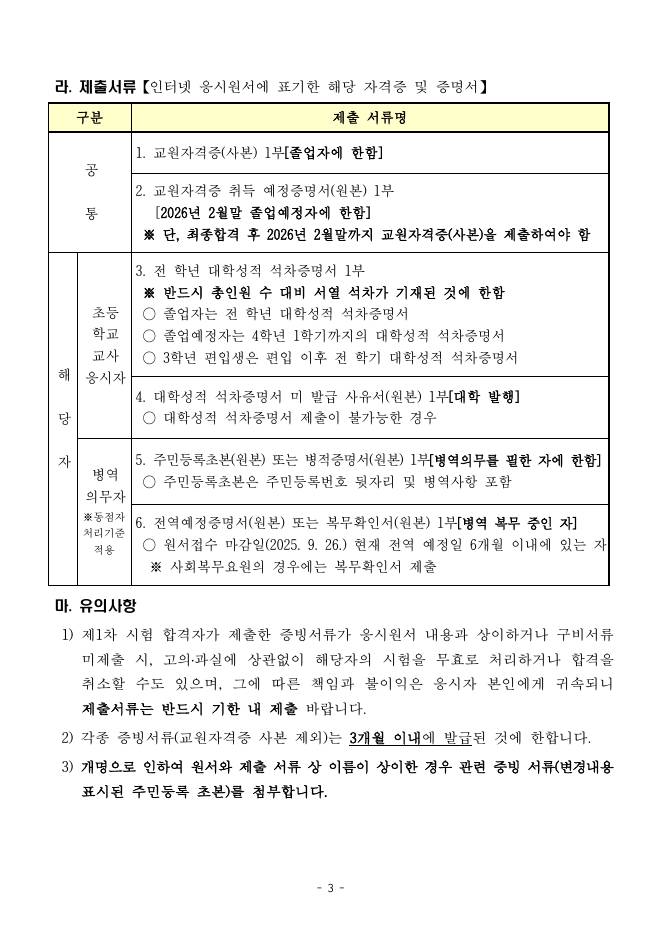 라. 제출서류【인터넷 응시원서에 표기한 해당 자격증 및 증명서】
구분 제출 서류명
공
통
1. 교원자격증(사본) 1부[졸업자에 한함]
2. 교원자격증 취득 예정증명서(원본) 1부
[2026년 2월말 졸업예정자에 한함]
※ 단, 최종합격 후 2026년 2월말까지 교원자격증(사본)을 제출하여야 함
해
당
자
초등
학교
교사
응시자
3. 전 학년 대학성적 석차증명서 1부
※ 반드시 총인원 수 대비 서열 석차가 기재된 것에 한함
○ 졸업자는 전 학년 대학성적 석차증명서
○ 졸업예정자는 4학년 1학기까지의 대학성적 석차증명서
○ 3학년 편입생은 편입 이후 전 학기 대학성적 석차증명서
4. 대학성적 석차증명서 미 발급 사유서(원본) 1부[대학 발행]
○ 대학성적 석차증명서 제출이 불가능한 경우
병역
의무자
※동점자
처리기준
적용
5. 주민등록초본(원본) 또는 병적증명서(원본) 1부[병역의무를 필한 자에 한함]
○ 주민등록초본은 주민등록번호 뒷자리 및 병역사항 포함
6. 전역예정증명서(원본) 또는 복무확인서(원본) 1부[병역 복무 중인 자]
○ 원서접수 마감일(2025. 9. 26.) 현재 전역 예정일 6개월 이내에 있는 자
※ 사회복무요원의 경우에는 복무확인서 제출
마. 유의사항
1) 제1차 시험 합격자가 제출한 증빙서류가 응시원서 내용과 상이하거나 구비서류
미제출 시, 고의·과실에 상관없이 해당자의 시험을 무효로 처리하거나 합격을
취소할 수도 있으며, 그에 따른 책임과 불이익은 응시자 본인에게 귀속되니
제출서류는 반드시 기한 내 제출 바랍니다.
2) 각종 증빙서류(교원자격증 사본 제외)는 3개월 이내에 발급된 것에 한합니다.
3) 개명으로 인하여 원서와 제출 서류 상 이름이 상이한 경우 관련 증빙 서류(변경내용
표시된 주민등록 초본)를 첨부합니다.
- 3 -